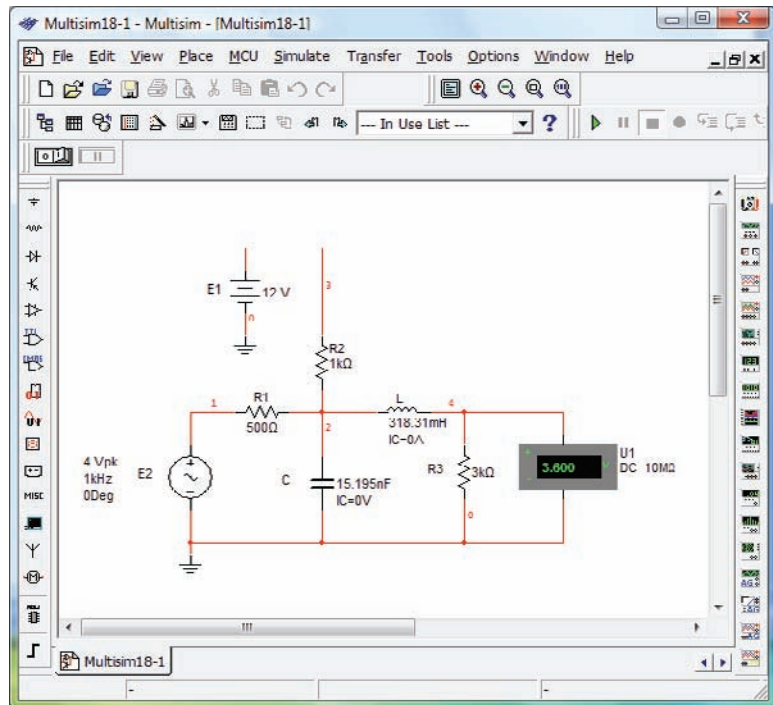 Multisim18-1 - Multisim - [Multisim18-1]
File Edit View Place MCU Simulate Transfer Tools Options Window Help
--- In Use List ---
E1
12 V
0
3
R2
1kΩ
1
R1
500Ω
2
L
318.31mH
IC=0A
4
4 Vpk
1kHz
0Deg
E2
C
15.195nF
IC=0V
R3
3kΩ
0
3.600
V
U1
DC 10MΩ
MISC
Multisim18-1